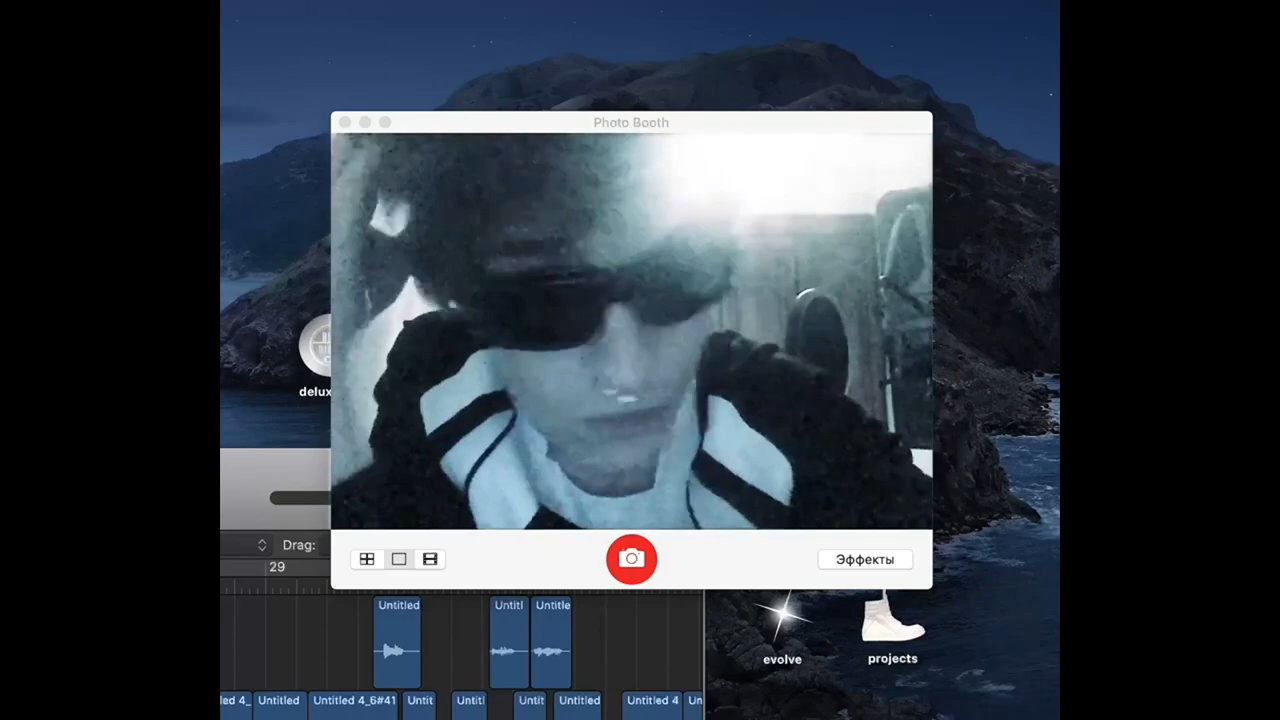 Photo Booth
delux
Drag:
29
Эффекты
Untitled
Untitl
Untitle
evolve
projects
led 4_
Untitled
Untitled 4_6#41
Untit
Untitl
Untit
Untitled
Untitled 4
Un